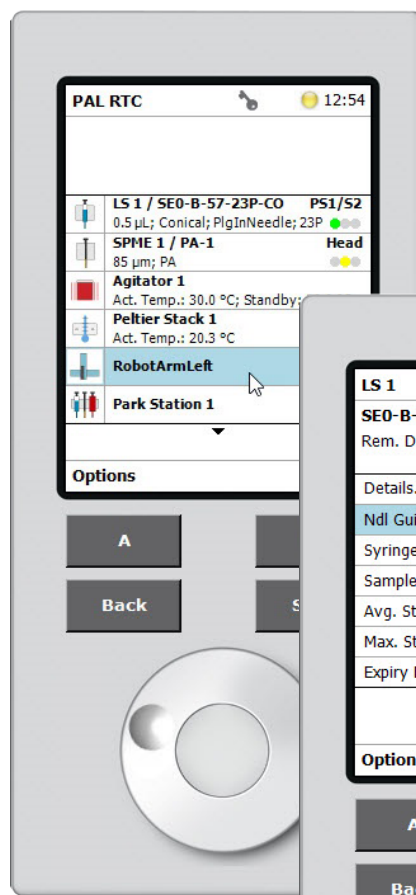 PAL RTC 12:54
LS 1 / SE0-B-57-23P-CO PS1/S2
0.5 µL; Conical; PlgInNeedle; 23P
SPME 1 / PA-1 Head
85 µm; PA
Agitator 1
Act. Temp.: 30.0 °C; Standby;
Peltier Stack 1
Act. Temp.: 20.3 °C
RobotArmLeft
Park Station 1
Options
A
Back
S
LS 1
SE0-B-
Rem. D
Details.
Ndl Gui
Syringe
Sample
Avg. St
Max. St
Expiry
Option
A
Ba